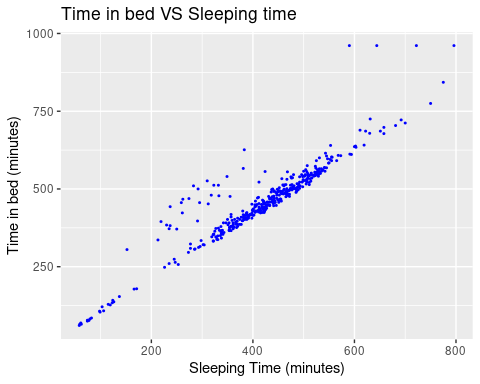 Time in bed VS Sleeping time
1000
750
500
250
Time in bed (minutes)
200 400 600 800
Sleeping Time (minutes)